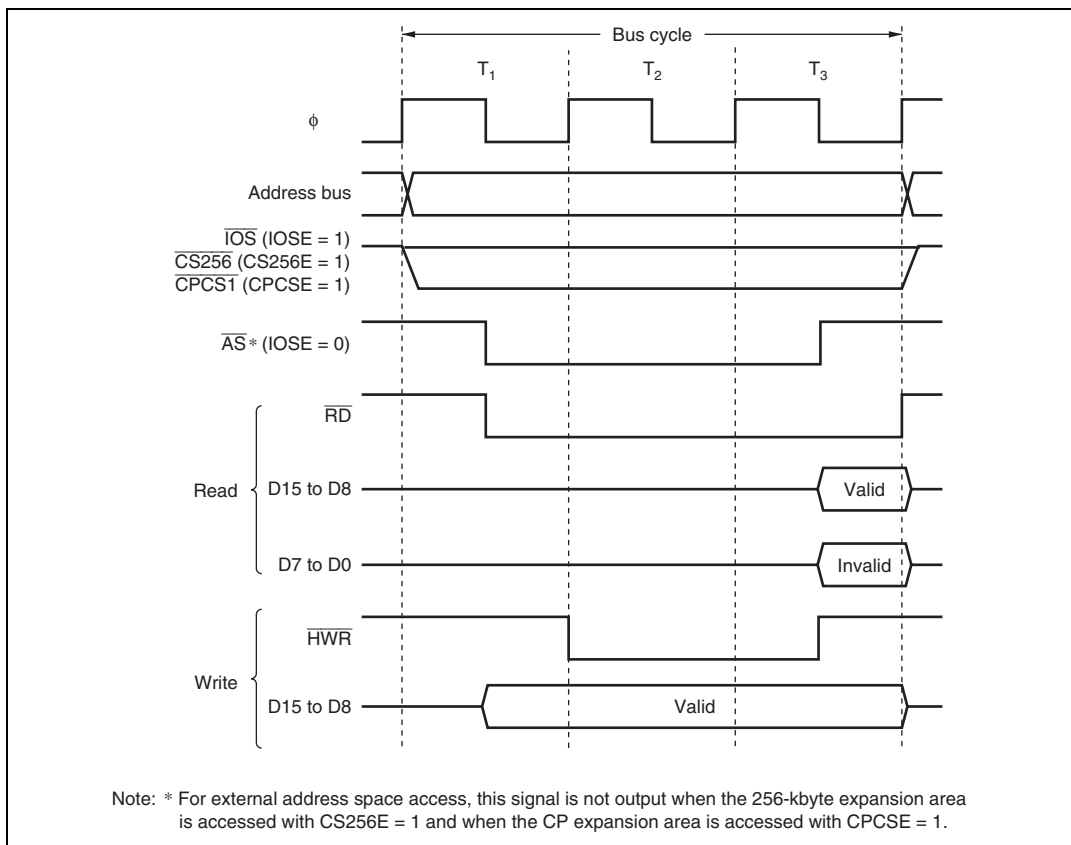 Bus cycle
T1 T2 T3
ϕ
Address bus
IOS (IOSE = 1)
CS256 (CS256E = 1)
CPCS1 (CPCSE = 1)
AS* (IOSE = 0)
RD
Read D15 to D8 Valid
D7 to D0 Invalid
HWR
Write
D15 to D8 Valid
Note: * For external address space access, this signal is not output when the 256-kbyte expansion area
is accessed with CS256E = 1 and when the CP expansion area is accessed with CPCSE = 1.